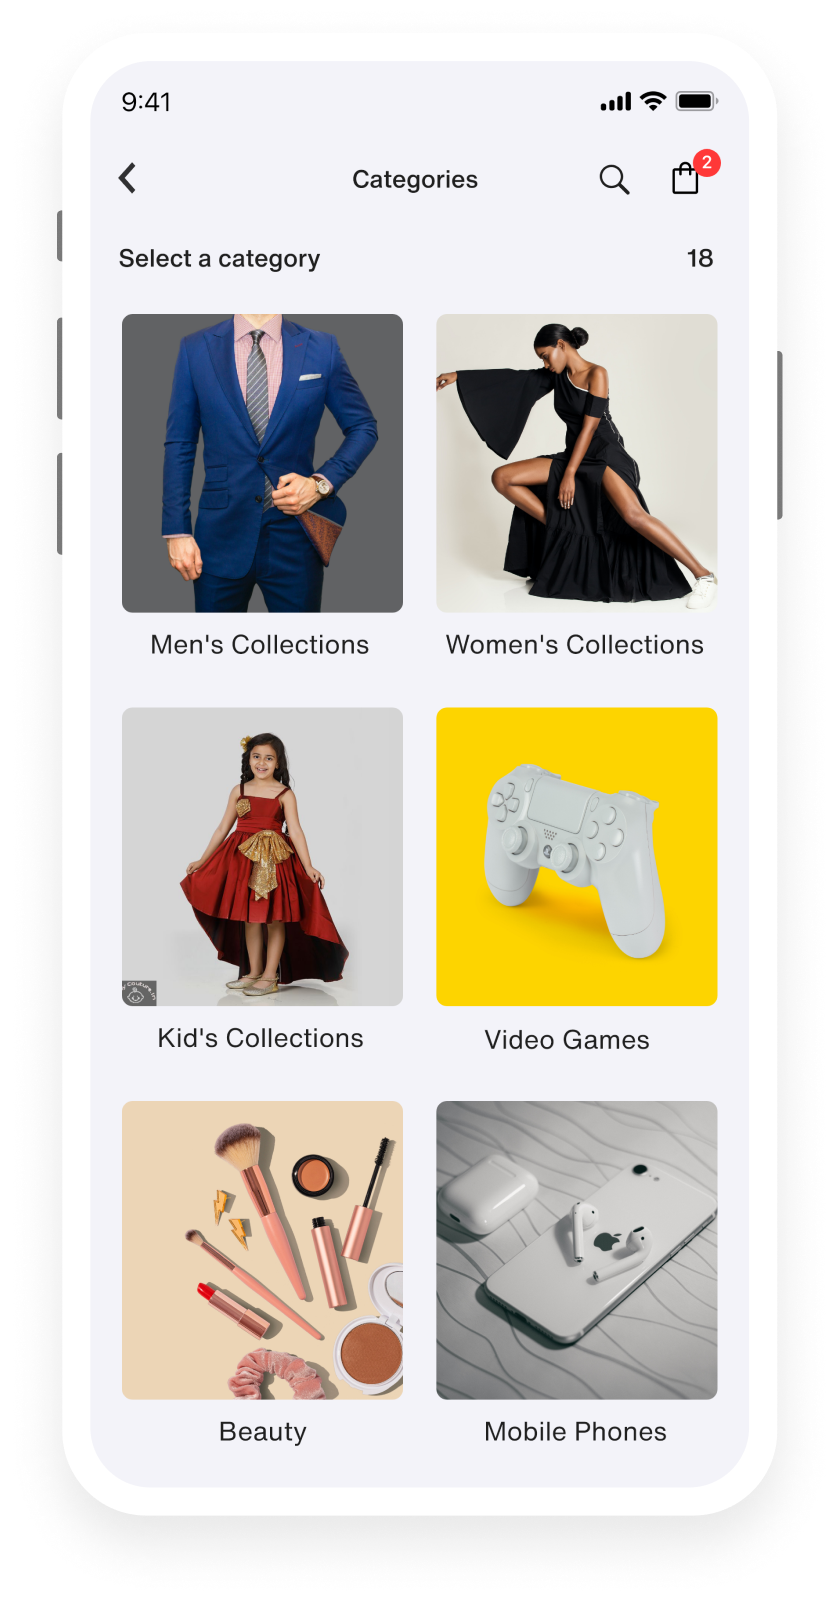 9:41
Categories
2
Select a category
18
Men's Collections
Women's Collections
Kid's Collections
Video Games
Beauty
Mobile Phones